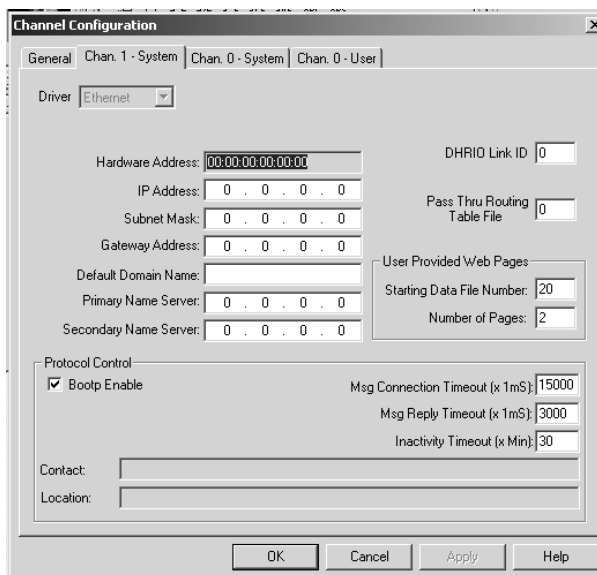 Channel Configuration
General Chan. 1 - System Chan. 0 - System Chan. 0 - User
Driver Ethernet
Hardware Address: 00:00:00:00:00:00
DHRIO Link ID 0
IP Address: 0 . 0 . 0 . 0
Subnet Mask: 0 . 0 . 0 . 0
Pass Thru Routing
Table File 0
Gateway Address: 0 . 0 . 0 . 0
User Provided Web Pages
Default Domain Name:
Starting Data File Number: 20
Primary Name Server: 0 . 0 . 0 . 0
Number of Pages: 2
Secondary Name Server: 0 . 0 . 0 . 0
Protocol Control
Bootp Enable
Msg Connection Timeout (x 1mS): 15000
Msg Reply Timeout (x 1mS): 3000
Inactivity Timeout (x Min): 30
Contact:
Location:
OK Cancel Apply Help